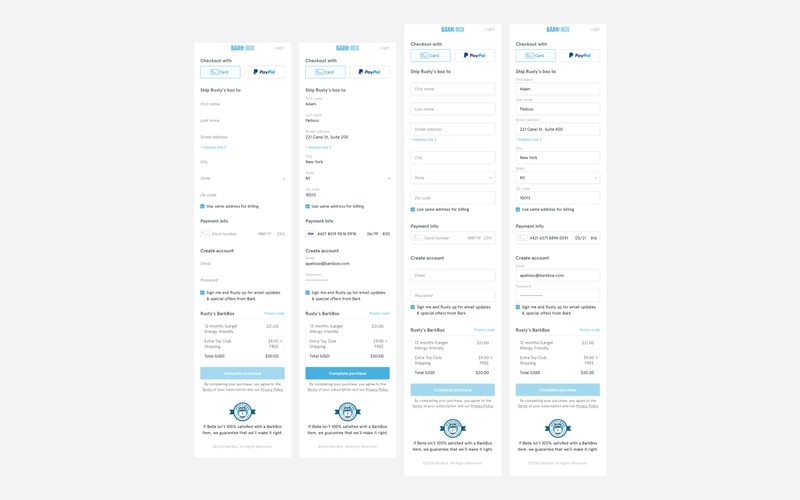 BARK BOX
Login
Checkout with
Card
PayPal
Ship Rusty's box to
First name
Last name
Street Address
+ Address line 2
City
State
Zip code
Use same address for billing
Payment info
Card number
MM/YY
CSV
Create account
Email
Password
Sign me and Rusty up for email updates
& special offers from Bark
Rusty's BarkBox
Promo code
12 months (Large)
$21.00
Allergy-friendly
Extra Toy Club
$9.00 +
Shipping
FREE
Total (USD)
$30.00
Complete purchase
By completing your purchase, you agree to the
Terms of your subscription and our Privacy Policy.
If Bella isn't 100% satisfied with a BarkBox
item, we guarantee that we'll make it right.
©2018 BarkBox. All Rights Reserved.
BARK BOX
Login
Checkout with
Card
PayPal
Ship Rusty's box to
First name
Adam
Last name
Pelloso
Street address
221 Canal St, Suite 200
+ Address line 2
City
New York
State
NY
Zip code
10013
Use same address for billing
Payment info
VISA
06/19
830
Create account
Email
apelloso@barkbox.com
Password
Sign me and Rusty up for email updates
& special offers from Bark
Rusty's BarkBox
Promo code
12 months (Large)
$21.00
Allergy-friendly
Extra Toy Club
$9.00 +
Shipping
FREE
Total (USD)
$30.00
Complete purchase
By completing your purchase, you agree to the
Terms of your subscription and our Privacy Policy.
If Bella isn't 100% satisfied with a BarkBox
item, we guarantee that we'll make it right.
©2018 BarkBox. All Rights Reserved.
BARK BOX
Login
Checkout with
Card
PayPal
Ship Rusty's box to
First name
Last name
Street address
+ Address line 2
City
State
Zip code
Use same address for billing
Payment info
Card number
MM/YY
CSV
Create account
Email
Password
Sign me and Rusty up for email updates
& special offers from Bark
Rusty's BarkBox
Promo code
12 months (Large)
$21.00
Allergy-friendly
Extra Toy Club
$9.00 +
Shipping
FREE
Total (USD)
$30.00
Complete purchase
By completing your purchase, you agree to the
Terms of your subscription and our Privacy Policy.
If Bella isn't 100% satisfied with a BarkBox
item, we guarantee that we'll make it right.
©2018 BarkBox. All Rights Reserved.
BARK BOX
Login
Checkout with
Card
PayPal
Ship Rusty's box to
First name
Adam
Last name
Pelloso
Street address
221 Canal St, Suite 400
+ Address line 2
City
New York
State
NY
Zip code
10013
Use same address for billing
Payment info
05/21
816
Create account
Email
apelloso@barkbox.com
Password
Sign me and Rusty up for email updates
& special offers from Bark
Rusty's BarkBox
Promo code
12 months (Large)
$21.00
Allergy-friendly
Extra Toy Club
$9.00 +
Shipping
FREE
Total (USD)
$30.00
Complete purchase
By completing your purchase, you agree to the
Terms of your subscription and our Privacy Policy.
If Bella isn't 100% satisfied with a BarkBox
item, we guarantee that we'll make it right.
©2018 BarkBox. All Rights Reserved.